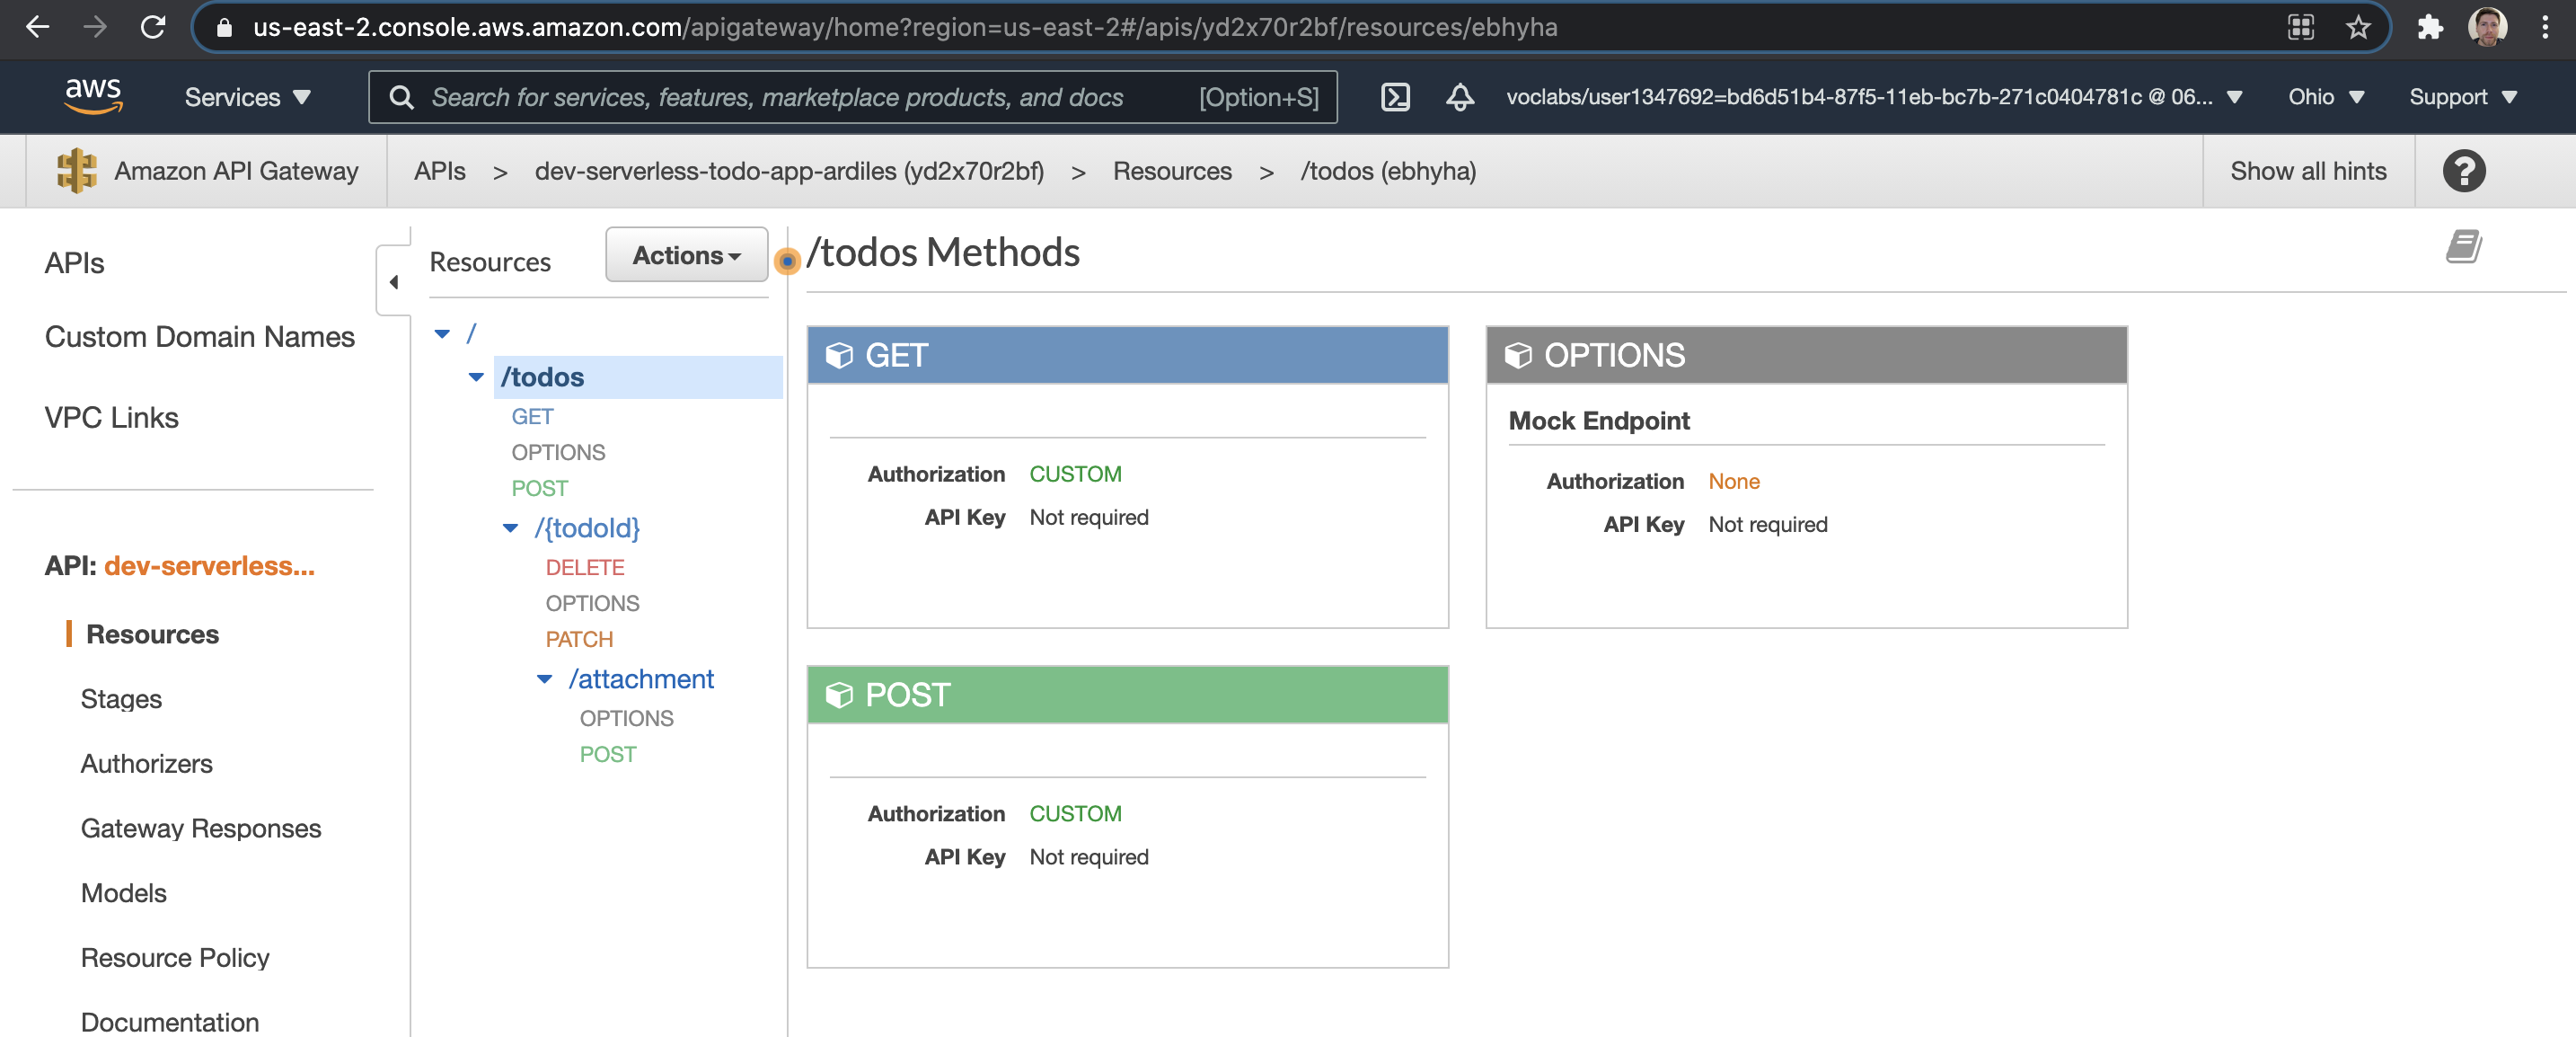 us-east-2.console.aws.amazon.com/apigateway/home?region=us-east-2#/apis/yd2x70r2bf/resources/ebhyha
aws
Services
Search for services, features, marketplace products, and docs
[Option+S]
voclabs/user1347692=bd6d51b4-87f5-11eb-bc7b-271c0404781c @ 06...
Ohio
Support
Amazon API Gateway
APIs > dev-serverless-todo-app-ardiles (yd2x70r2bf) > Resources > /todos (ebhyha)
Show all hints
?
APIs
Custom Domain Names
VPC Links
API: dev-serverless...
Resources
Stages
Authorizers
Gateway Responses
Models
Resource Policy
Documentation
Resources
Actions
/
/todos
GET
OPTIONS
POST
/{todoId}
DELETE
OPTIONS
PATCH
/attachment
OPTIONS
POST
/todos Methods
GET
Authorization CUSTOM
API Key Not required
OPTIONS
Mock Endpoint
Authorization None
API Key Not required
POST
Authorization CUSTOM
API Key Not required